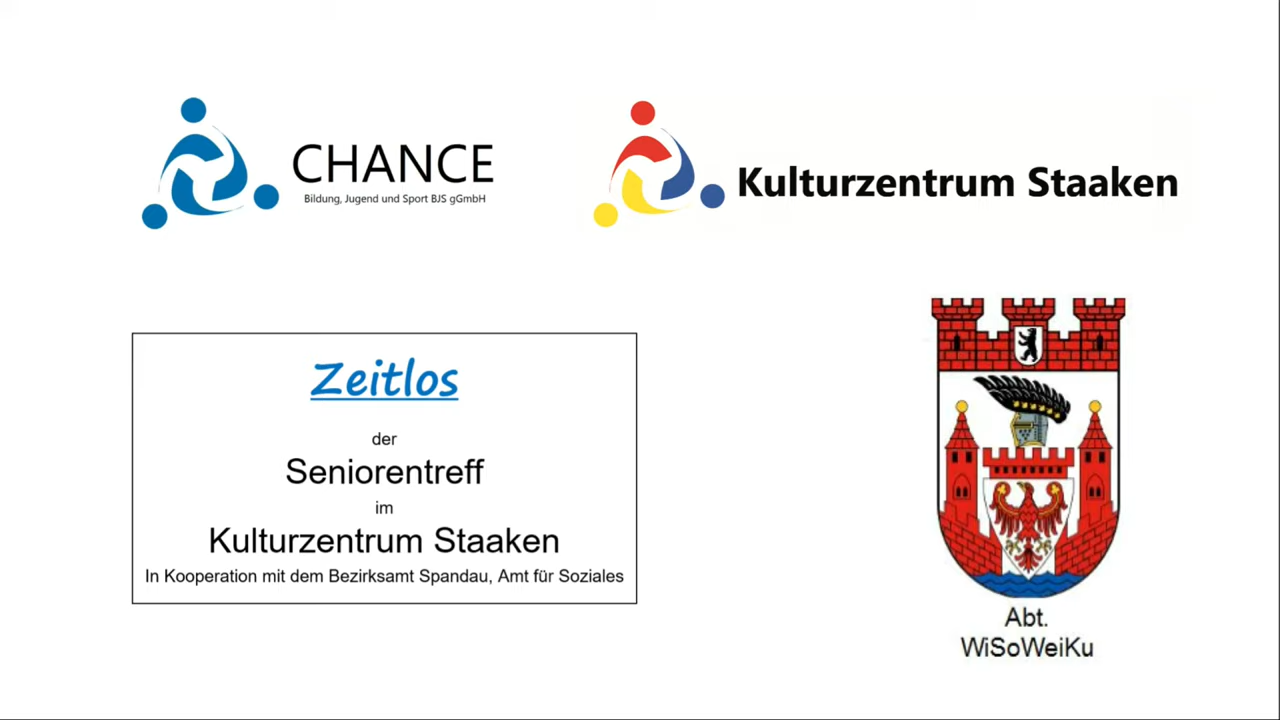 CHANCE
Bildung, Jugend und Sport BJS gGmbH
Kulturzentrum Staaken
Zeitlos
der
Seniorentreff
im
Kulturzentrum Staaken
In Kooperation mit dem Bezirksamt Spandau, Amt für Soziales
Abt.
WiSoWeiKu